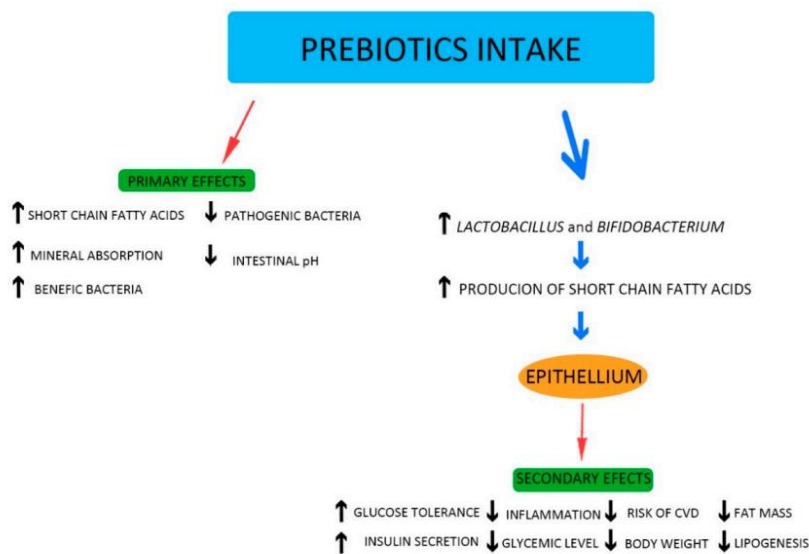 PREBIOTICS INTAKE
PRIMARY EFFECTS
↑ SHORT CHAIN FATTY ACIDS ↓ PATHOGENIC BACTERIA
↑ MINERAL ABSORPTION ↓ INTESTINAL pH
↑ BENEFIC BACTERIA
↑ LACTOBACILLUS and BIFIDOBACTERIUM
↑ PRODUCION OF SHORT CHAIN FATTY ACIDS
EPITHELLIUM
SECONDARY EFECTS
↑ GLUCOSE TOLERANCE ↓ INFLAMMATION ↓ RISK OF CVD ↓ FAT MASS
↑ INSULIN SECRETION ↓ GLYCEMIC LEVEL ↓ BODY WEIGHT ↓ LIPOGENESIS